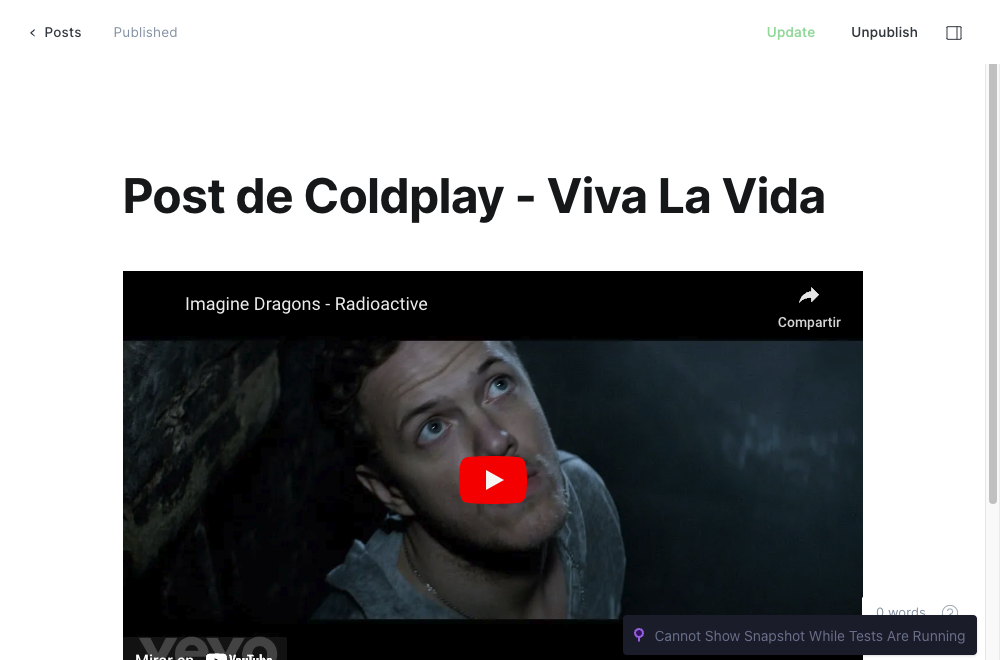 Posts
Published
Update
Unpublish
Post de Coldplay - Viva La Vida
Imagine Dragons - Radioactive
Compartir
0 words
?
Cannot Show Snapshot While Tests Are Running
vevo
Mirar en YouTube